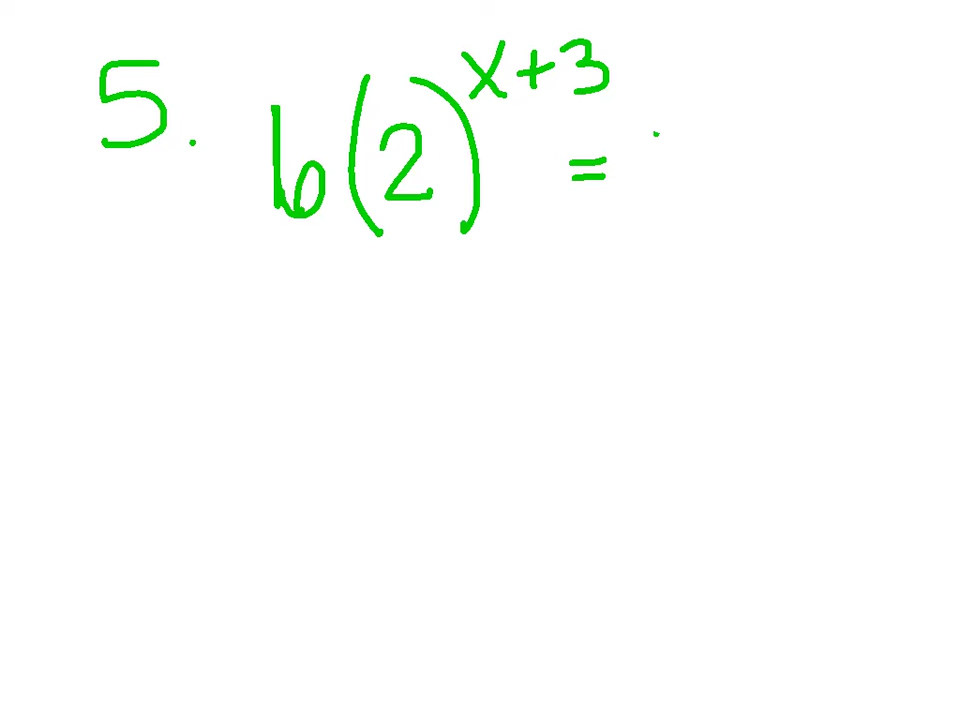 5. 6(2)^{x+3} =